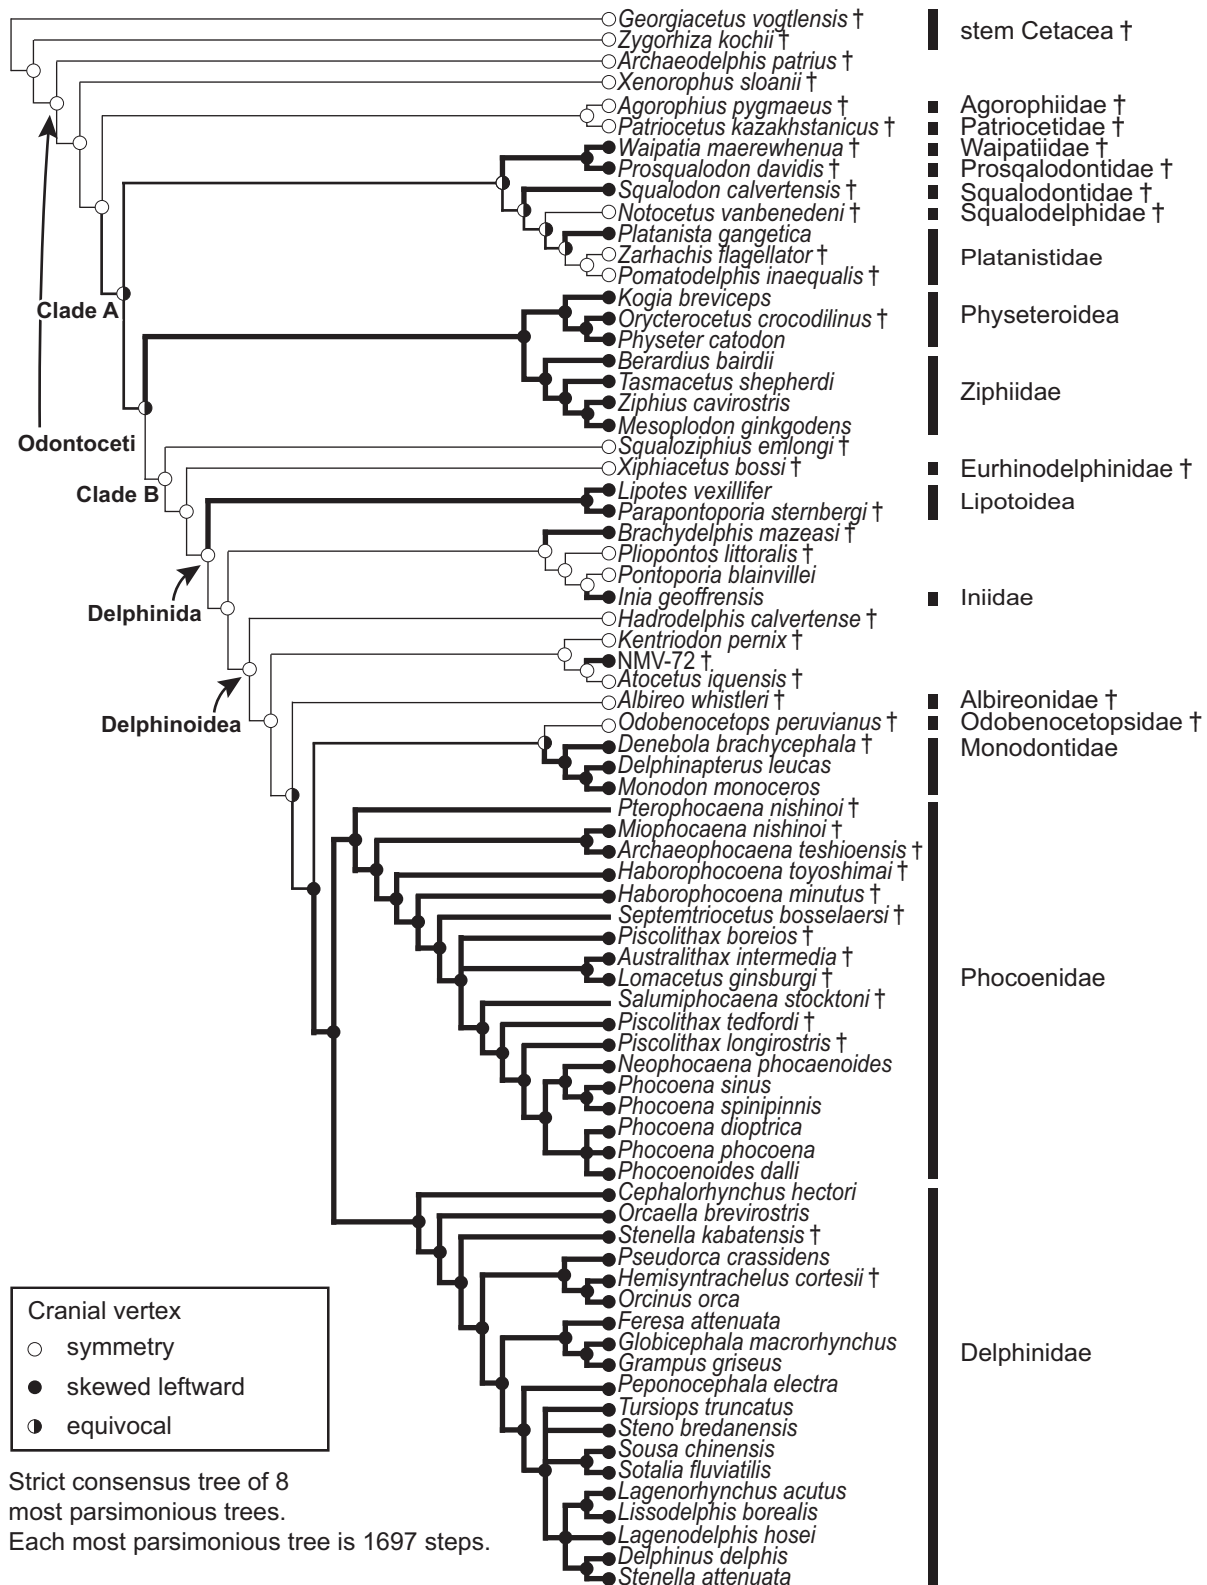 Georgiacetus vogtlensis †
stem Cetacea †
Zygorhiza kochii †
Archaeodelphis patrius †
Xenorophus sloanii †
Agorophius pygmaeus †
Agorophiidae †
Patriocetus kazakhstanicus †
Patriocetidae †
Waipatia maerewhenua †
Waipatiidae †
Prosqualodon davidis †
Prosqalodontidae †
Squalodon calvertensis †
Squalodontidae †
Notocetus vanbenedeni †
Squalodelphidae †
Platanista gangetica
Zarhachis flagellator †
Platanistidae
Pomatodelphis inaequalis †
Kogia breviceps
Clade A
Orycterocetus crocodilinus †
Physeteroidea
Physeter catodon
Berardius bairdii
Tasmacetus shepherdi
Ziphiidae
Ziphius cavirostris
Mesoplodon ginkgodens
Odontoceti
Squaloziphius emlongi †
Xiphiacetus bossi †
Eurhinodelphinidae †
Clade B
Lipotes vexillifer
Lipotoidea
Parapontoporia sternbergi †
Brachydelphis mazeasi †
Pliopontos littoralis †
Pontoporia blainvillei
Inia geoffrensis
Iniidae
Delphinida
Hadrodelphis calvertense †
Kentriodon pernix †
NMV-72 †
Atocetus iquensis †
Albireo whistleri †
Albireonidae †
Delphinoidea
Odobenocetops peruvianus †
Odobenocetopsidae †
Denebola brachycephala †
Monodontidae
Delphinapterus leucas
Monodon monoceros
Pterophocaena nishinoi †
Miophocaena nishinoi †
Archaeophocaena teshioensis †
Haborophocoena toyoshimai †
Haborophocoena minutus †
Septemtriocetus bosselaersi †
Piscolithax boreios †
Australithax intermedia †
Lomacetus ginsburgi †
Phocoenidae
Salumiphocaena stocktoni †
Piscolithax tedfordi †
Piscolithax longirostris †
Neophocaena phocaenoides
Phocoena sinus
Phocoena spinipinnis
Phocoena dioptrica
Phocoena phocoena
Phocoenoides dalli
Cephalorhynchus hectori
Orcaella brevirostris
Stenella kabatensis †
Pseudorca crassidens
Hemisyntrachelus cortesii †
Orcinus orca
Feresa attenuata
Globicephala macrorhynchus
Grampus griseus
Delphinidae
Peponocephala electra
Tursiops truncatus
Steno bredanensis
Sousa chinensis
Sotalia fluviatilis
Lagenorhynchus acutus
Lissodelphis borealis
Lagenodelphis hosei
Delphinus delphis
Stenella attenuata
Cranial vertex
symmetry
skewed leftward
equivocal
Strict consensus tree of 8
most parsimonious trees.
Each most parsimonious tree is 1697 steps.